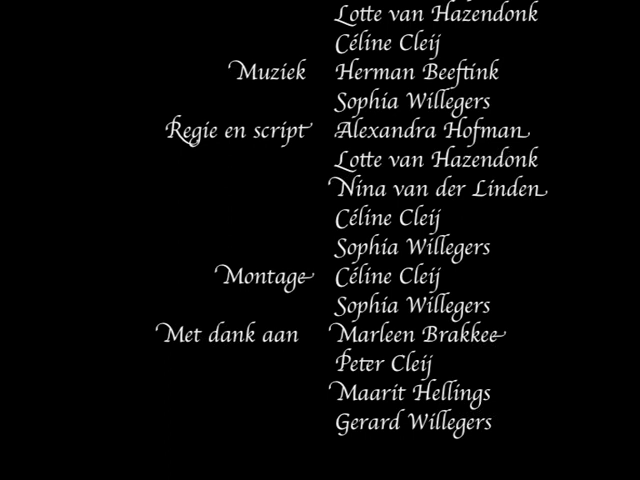 Lotte van Hazendonk
Céline Cleij
Muziek Herman Beeftink
Sophia Willegers
Regie en script Alexandra Hofman
Lotte van Hazendonk
Nina van der Linden
Céline Cleij
Sophia Willegers
Montage Céline Cleij
Sophia Willegers
Met dank aan Marleen Brakkee
Peter Cleij
Maarit Hellings
Gerard Willegers